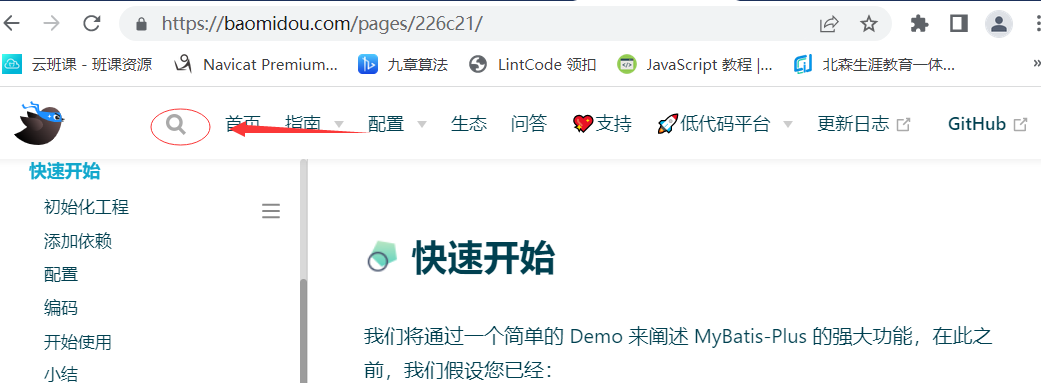 https://baomidou.com/pages/226c21/
云班课 - 班课资源 Navicat Premium... 九章算法 LintCode 领扣 JavaScript 教程 |... 北森生涯教育一体... »
首页 指南 配置 生态 问答 支持 低代码平台 更新日志 GitHub
快速开始
初始化工程
添加依赖
配置
编码
开始使用
小结
快速开始
我们将通过一个简单的 Demo 来阐述 MyBatis-Plus 的强大功能，在此之
前，我们假设您已经：